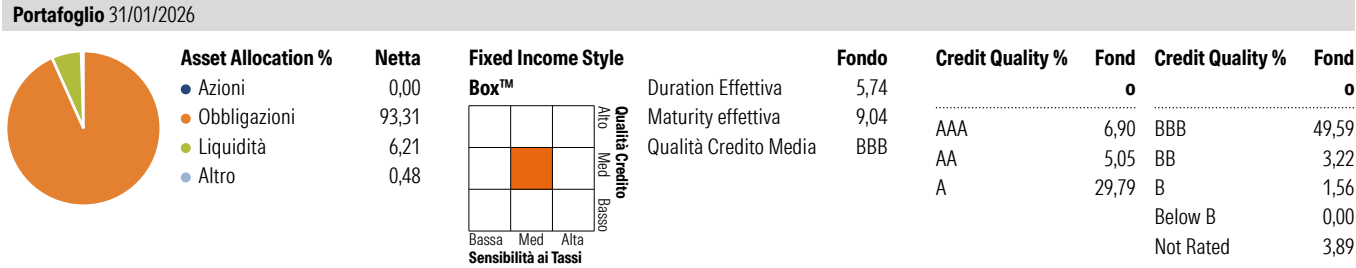 Portafoglio 31/01/2026
Asset Allocation % Netta
Azioni 0,00
Obbligazioni 93,31
Liquidità 6,21
Altro 0,48
Fixed Income Style
Box™
Alto Med Basso
Qualità Credito
Bassa Med Alta
Sensibilità ai Tassi
Fondo
Duration Effettiva 5,74
Maturity effettiva 9,04
Qualità Credito Media BBB
Credit Quality % Fond
o
AAA 6,90
AA 5,05
A 29,79
Credit Quality % Fond
o
BBB 49,59
BB 3,22
B 1,56
Below B 0,00
Not Rated 3,89